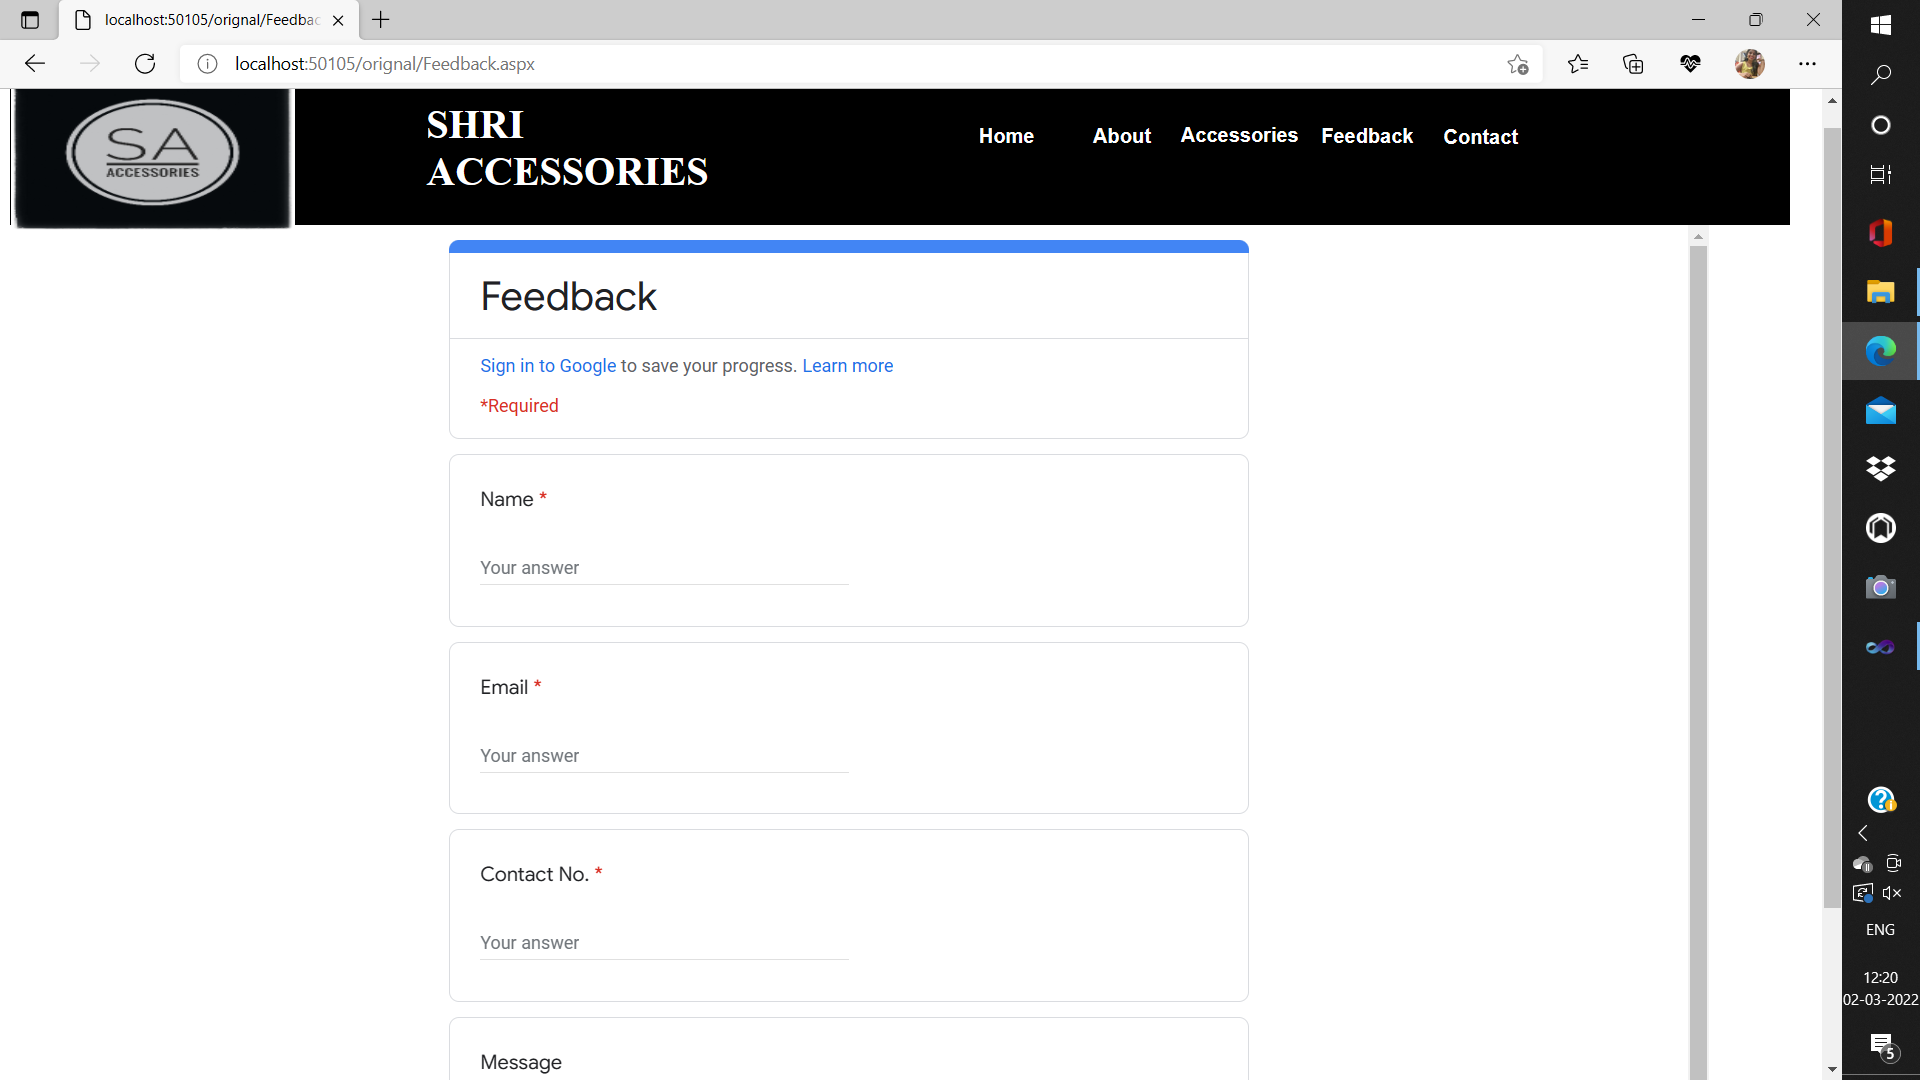 localhost:50105/orignal/Feedbac
localhost:50105/orignal/Feedback.aspx
SA
ACCESSORIES
SHRI
ACCESSORIES
Home About Accessories Feedback Contact
Feedback
Sign in to Google to save your progress. Learn more
*Required
Name *
Your answer
Email *
Your answer
Contact No. *
Your answer
Message
ENG
12:20
02-03-2022
5